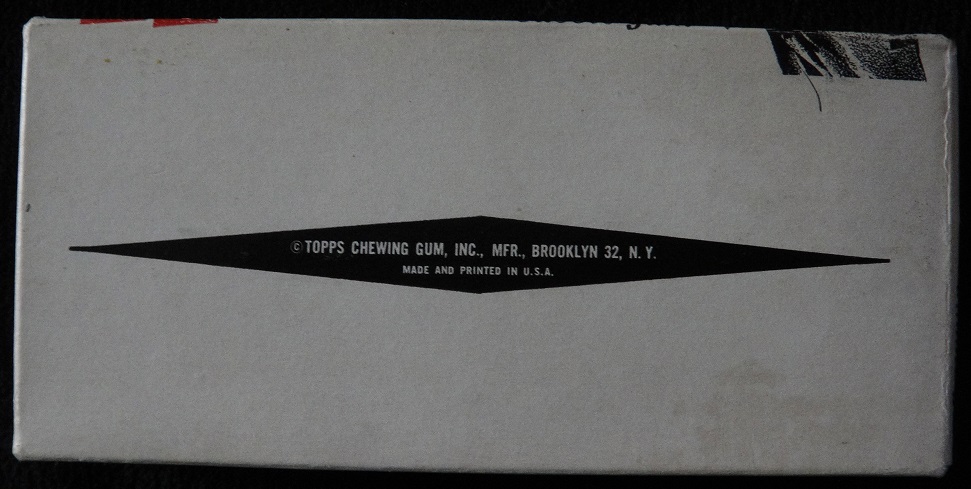 ©TOPPS CHEWING GUM, INC., MFR., BROOKLYN 32, N. Y.
MADE AND PRINTED IN U.S.A.